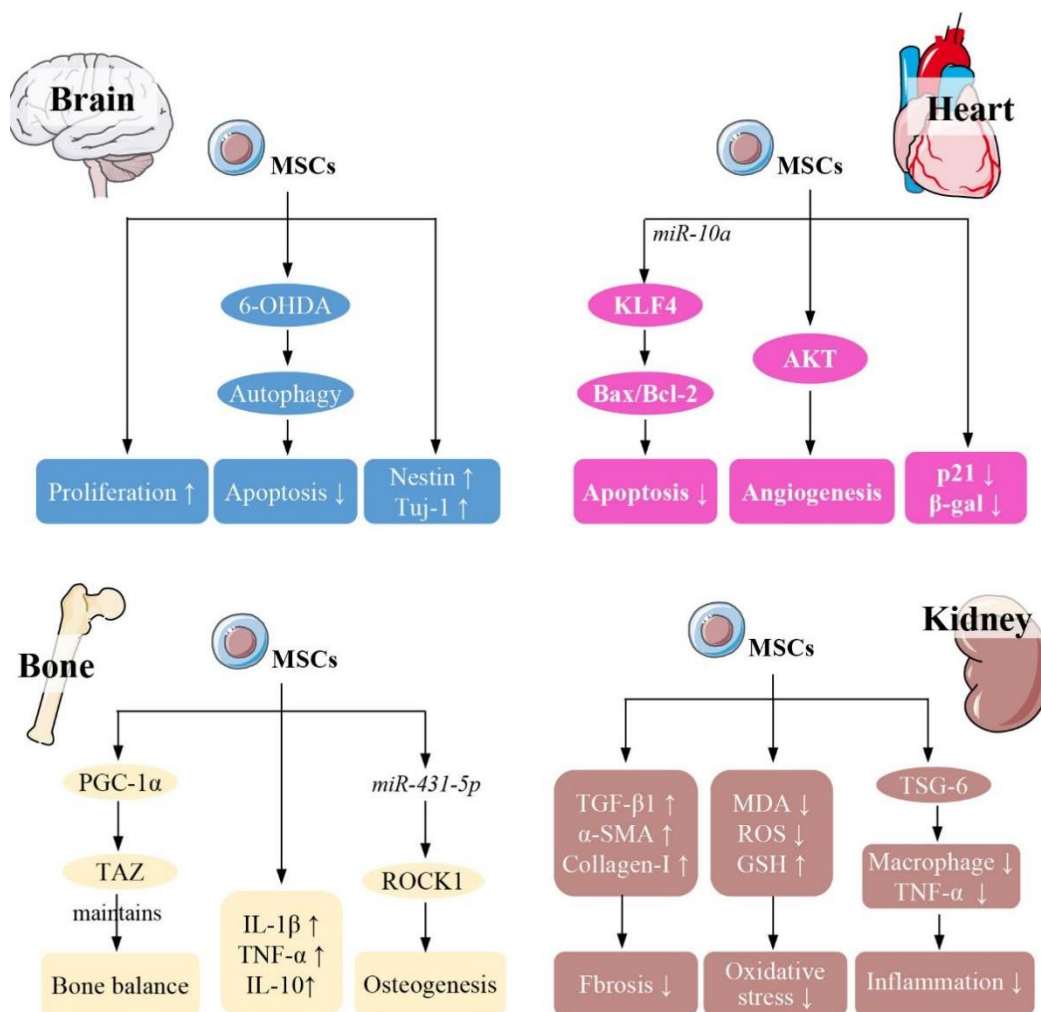 Brain
MSCs
6-OHDA
Autophagy
Proliferation ↑
Apoptosis ↓
Nestin ↑
Tuj-1 ↑
Heart
MSCs
miR-10a
KLF4
Bax/Bcl-2
AKT
Apoptosis ↓
Angiogenesis
p21 ↓
β-gal ↓
Bone
MSCs
PGC-1α
TAZ
maintains
Bone balance
IL-1β ↑
TNF-α ↑
IL-10↑
miR-431-5p
ROCK1
Osteogenesis
Kidney
MSCs
TGF-β1 ↑
α-SMA ↑
Collagen-I ↑
Fbrosis ↓
MDA ↓
ROS ↓
GSH ↑
Oxidative
stress ↓
TSG-6
Macrophage ↓
TNF-α ↓
Inflammation ↓